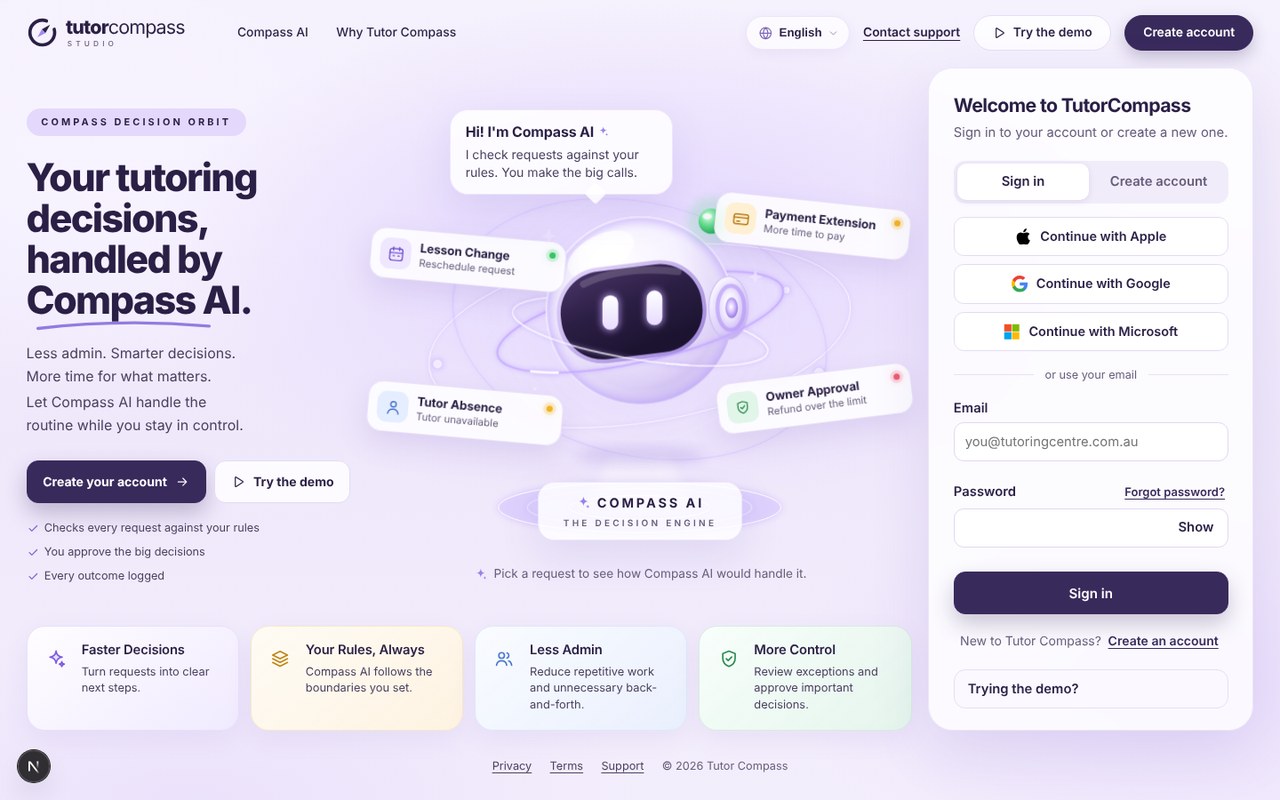 tutorcompass
STUDIO
Compass AI
Why Tutor Compass
English
Contact support
Try the demo
Create account
COMPASS DECISION ORBIT
Your tutoring
decisions,
handled by
Compass AI.
Less admin. Smarter decisions.
More time for what matters.
Let Compass AI handle the
routine while you stay in control.
Create your account →
Try the demo
Checks every request against your rules
You approve the big decisions
Every outcome logged
Hi! I'm Compass AI
I check requests against your
rules. You make the big calls.
Lesson Change
Reschedule request
Payment Extension
More time to pay
Tutor Absence
Tutor unavailable
Owner Approval
Refund over the limit
COMPASS AI
THE DECISION ENGINE
Pick a request to see how Compass AI would handle it.
Faster Decisions
Turn requests into clear
next steps.
Your Rules, Always
Compass AI follows the
boundaries you set.
Less Admin
Reduce repetitive work
and unnecessary back-
and-forth.
More Control
Review exceptions and
approve important
decisions.
Welcome to TutorCompass
Sign in to your account or create a new one.
Sign in
Create account
Continue with Apple
Continue with Google
Continue with Microsoft
or use your email
Email
you@tutoringcentre.com.au
Password
Forgot password?
Show
Sign in
New to Tutor Compass? Create an account
Trying the demo?
N
Privacy
Terms
Support
© 2026 Tutor Compass